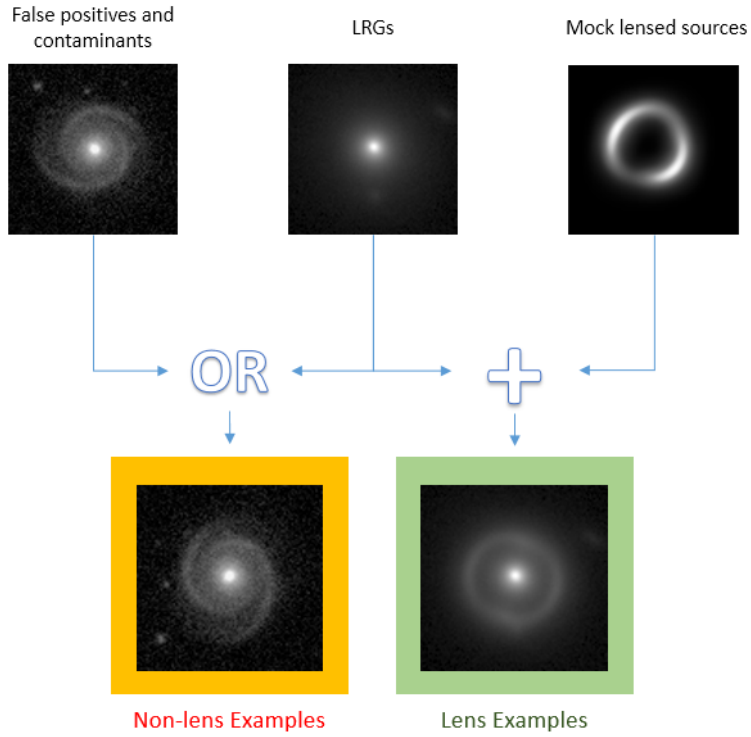 False positives and
contaminants
LRGs
Mock lensed sources
OR
+
Non-lens Examples
Lens Examples